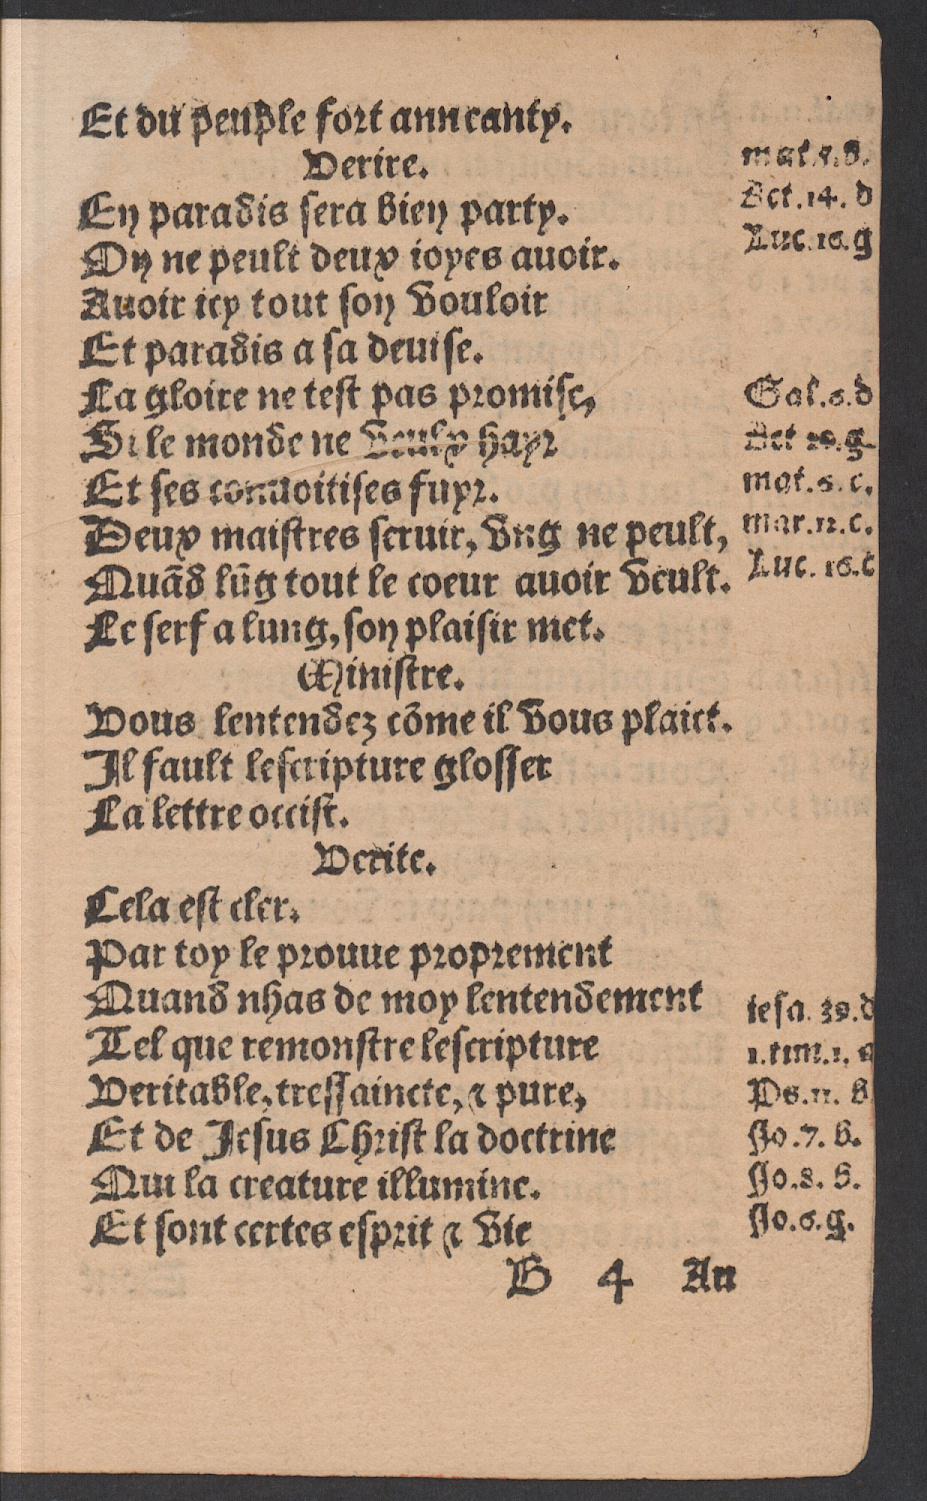 Et du peuple fort anneanty.
Verite.
En paradis sera bien party.
On ne peult deux ioyes auoir.
Auoir icy tout son vouloir
Et paradis a sa deuise.
La gloire ne test pas promise,
Si le monde ne veulx hayr
Et ses conuoitises fuyr.
Deux maistres seruir, vng ne peult,
Quãd lũg tout le coeur auoir veult.
Le serf a lung, son plaisir met.
Ministre.
Vous lentendez cõme il vous plaict.
Il fault lescripture glosser
La lettre occist.
Verite.
Cela est cler.
Par toy le prouue proprement
Quand nhas de moy lentendement
Tel que remonstre lescripture
Veritable, tressaincte, & pure,
Et de Jesus Christ la doctrine
Qui la creature illumine.
Et sont certes esprit & vie
B 4 An
mat.5.b.
Act.14. d
Luc.16.g
Gal.6.d
Act 20.g.
mat.6.c.
mar.12.c.
Luc.16.c
iesa.39.d
1.tim.1.
Ps.11. b
Jo.7. b.
Jo.8. b.
Jo.6.g.